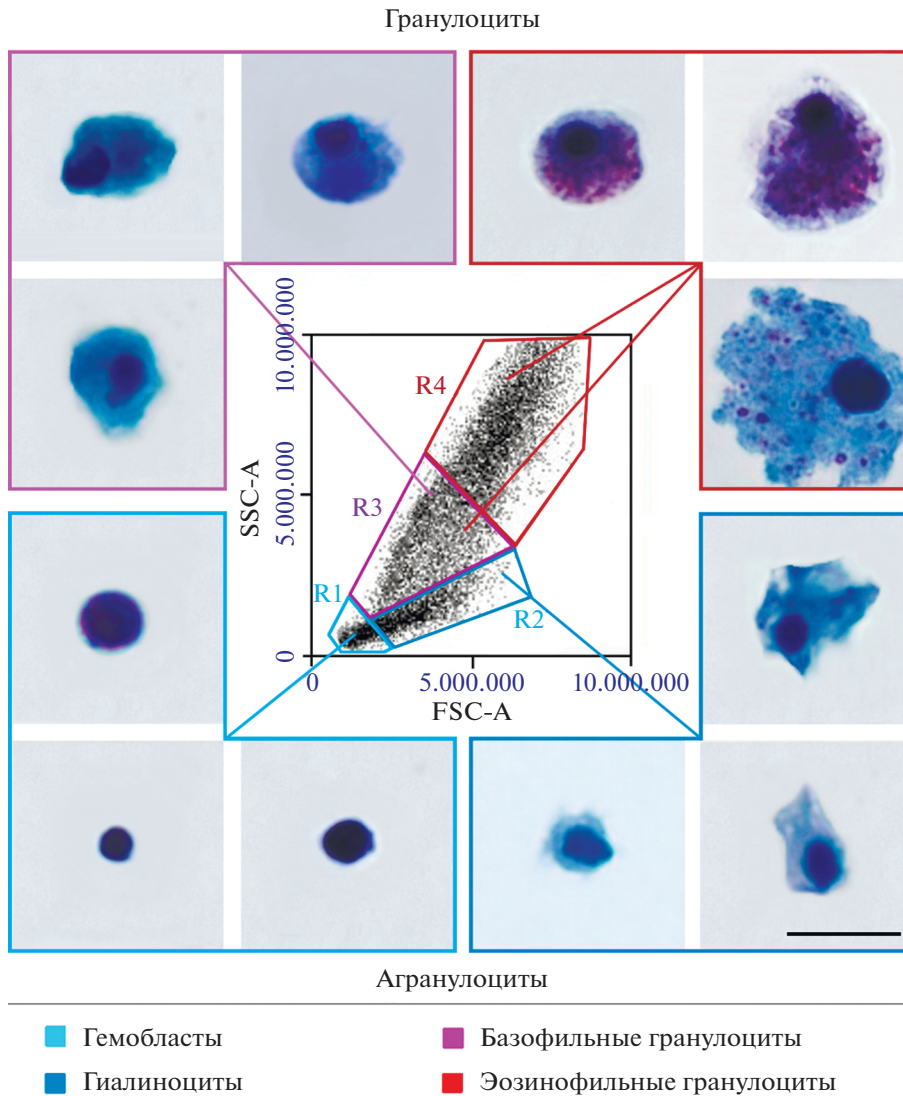 Гранулоциты
10.000.000
R4
5.000.000
SSC-A
R3
R1
R2
0
0
5.000.000
10.000.000
FSC-A
Агранулоциты
Гемобласты
Базофильные гранулоциты
Гиалиноциты
Эозинофильные гранулоциты